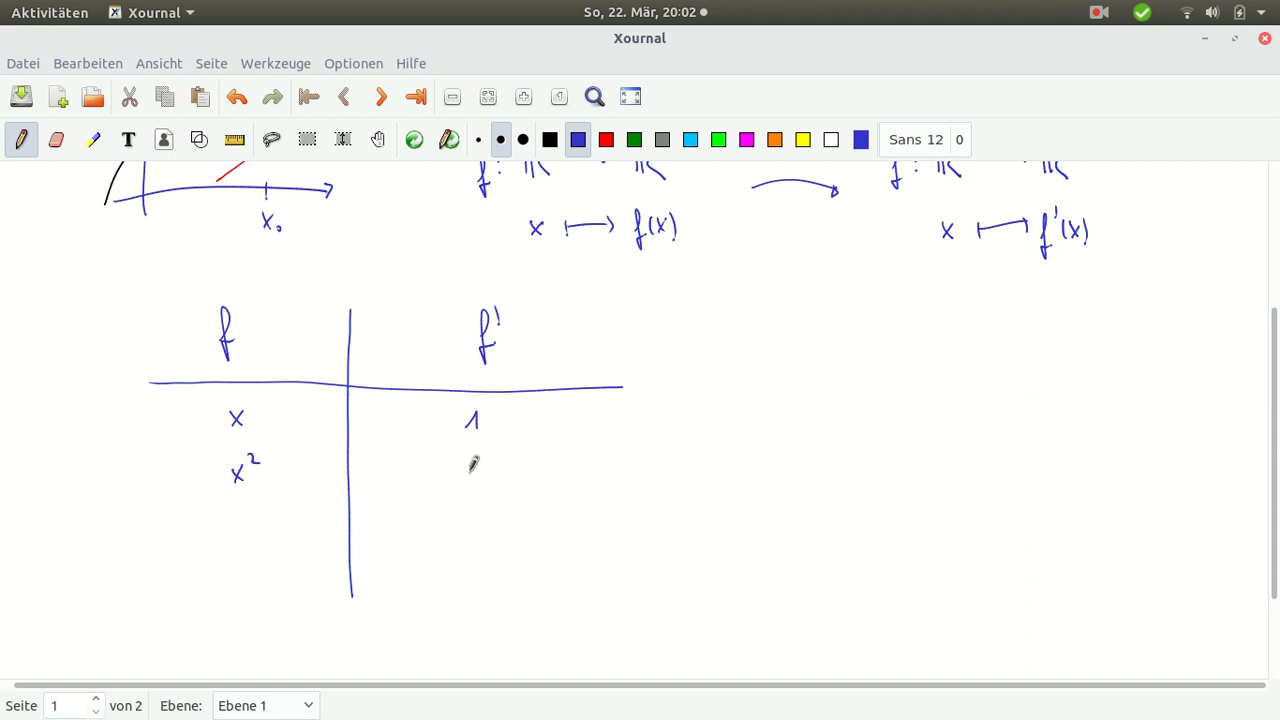 Aktivitäten Xournal So, 22. Mär, 20:02
Xournal
Datei Bearbeiten Ansicht Seite Werkzeuge Optionen Hilfe
T Sans 12 0
f : ℝ ℝ f : ℝ ℝ
x₀
x ↦ f(x) x ↦ f'(x)
f f'
x 1
x²
Seite 1 von 2 Ebene: Ebene 1